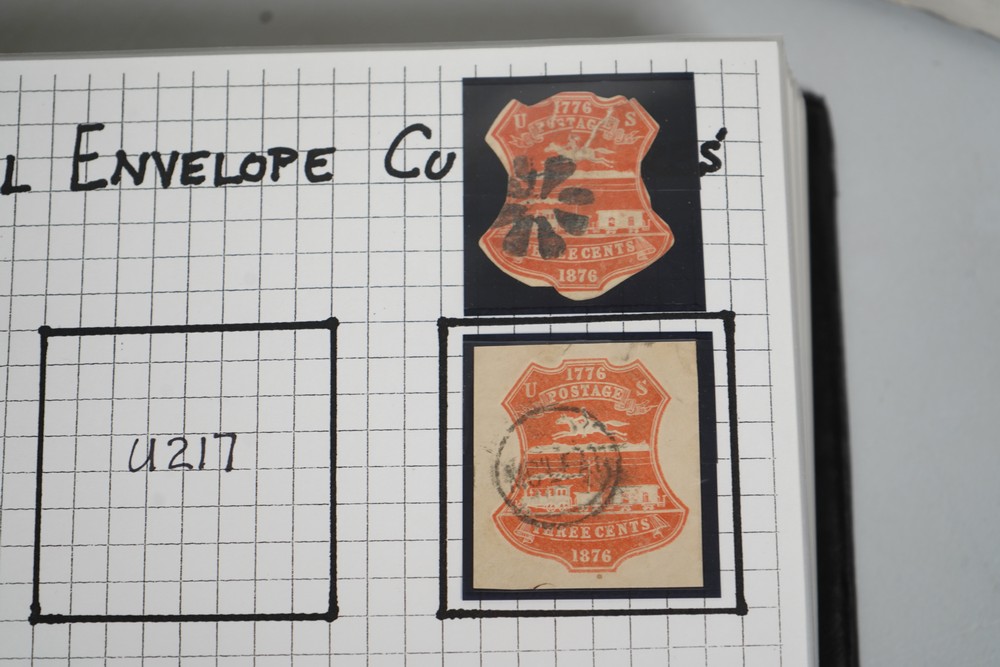 L ENVELOPE CU S'
1776
U POSTAGE S
THREE CENTS
1876
U217
1776
U POSTAGE S
THREE CENTS
1876